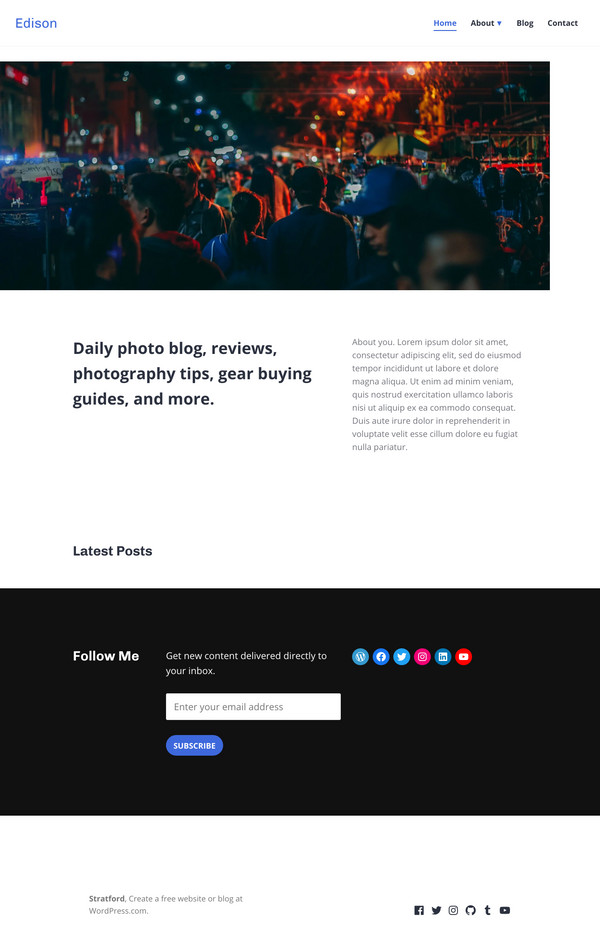 Edison
Home About Blog Contact
Daily photo blog, reviews,
photography tips, gear buying
guides, and more.
About you. Lorem ipsum dolor sit amet,
consectetur adipiscing elit, sed do eiusmod
tempor incididunt ut labore et dolore
magna aliqua. Ut enim ad minim veniam,
quis nostrud exercitation ullamco laboris
nisi ut aliquip ex ea commodo consequat.
Duis aute irure dolor in reprehenderit in
voluptate velit esse cillum dolore eu fugiat
nulla pariatur.
Latest Posts
Follow Me
Get new content delivered directly to
your inbox.
Enter your email address
SUBSCRIBE
Stratford, Create a free website or blog at
WordPress.com.